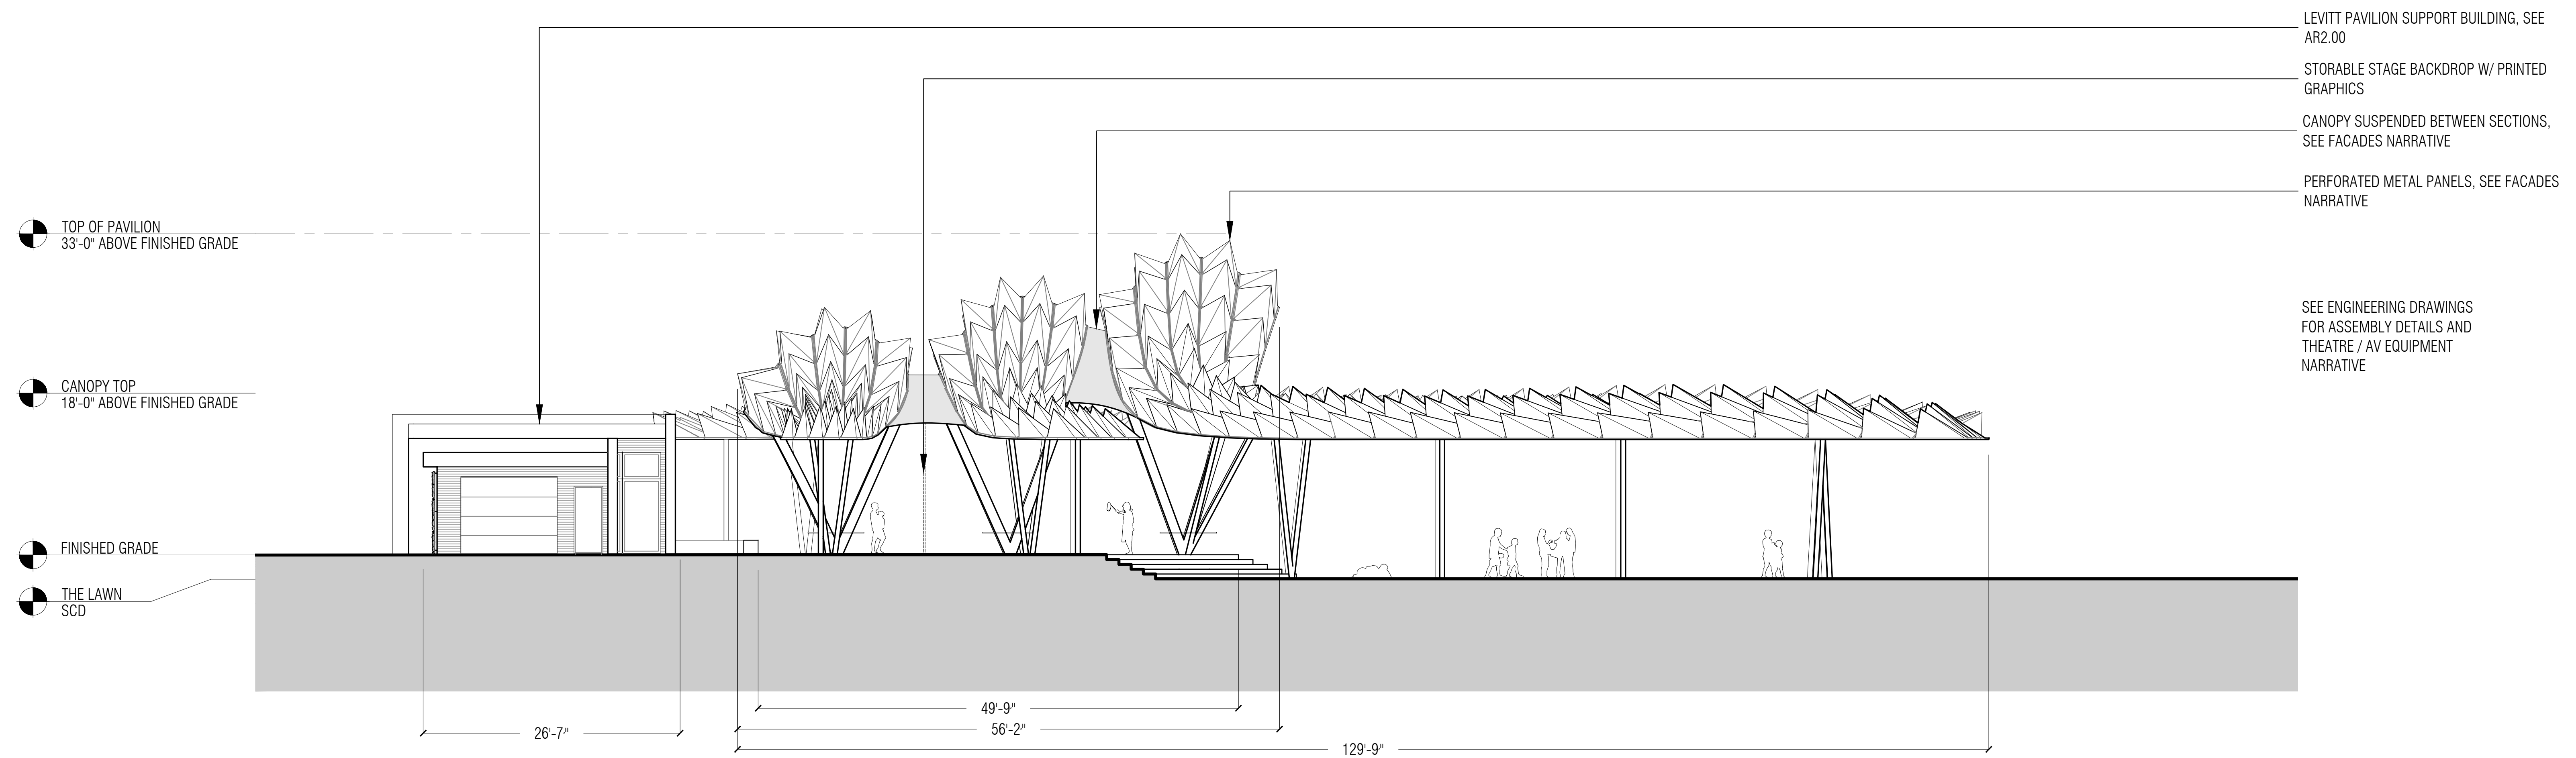 LEVITT PAVILION SUPPORT BUILDING, SEE
AR2.00
STORABLE STAGE BACKDROP W/ PRINTED
GRAPHICS
CANOPY SUSPENDED BETWEEN SECTIONS,
SEE FACADES NARRATIVE
PERFORATED METAL PANELS, SEE FACADES
NARRATIVE
TOP OF PAVILION
33'-0" ABOVE FINISHED GRADE
SEE ENGINEERING DRAWINGS
FOR ASSEMBLY DETAILS AND
THEATRE / AV EQUIPMENT
NARRATIVE
CANOPY TOP
18'-0" ABOVE FINISHED GRADE
FINISHED GRADE
THE LAWN
SCD
49'-9"
56'-2"
26'-7"
129'-9"